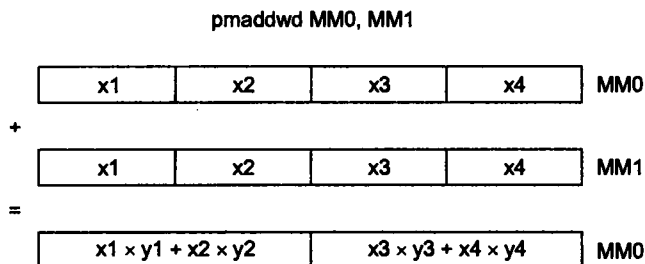 pmaddwd MM0, MM1
x1 x2 x3 x4 MM0
+
x1 x2 x3 x4 MM1
=
x1 × y1 + x2 × y2 x3 × y3 + x4 × y4 MM0